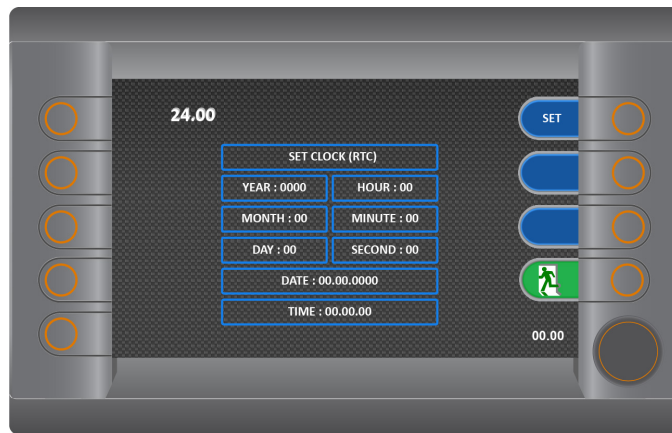 24.00
SET
SET CLOCK (RTC)
YEAR : 0000
HOUR : 00
MONTH : 00
MINUTE : 00
DAY : 00
SECOND : 00
DATE : 00.00.0000
TIME : 00.00.00
00.00